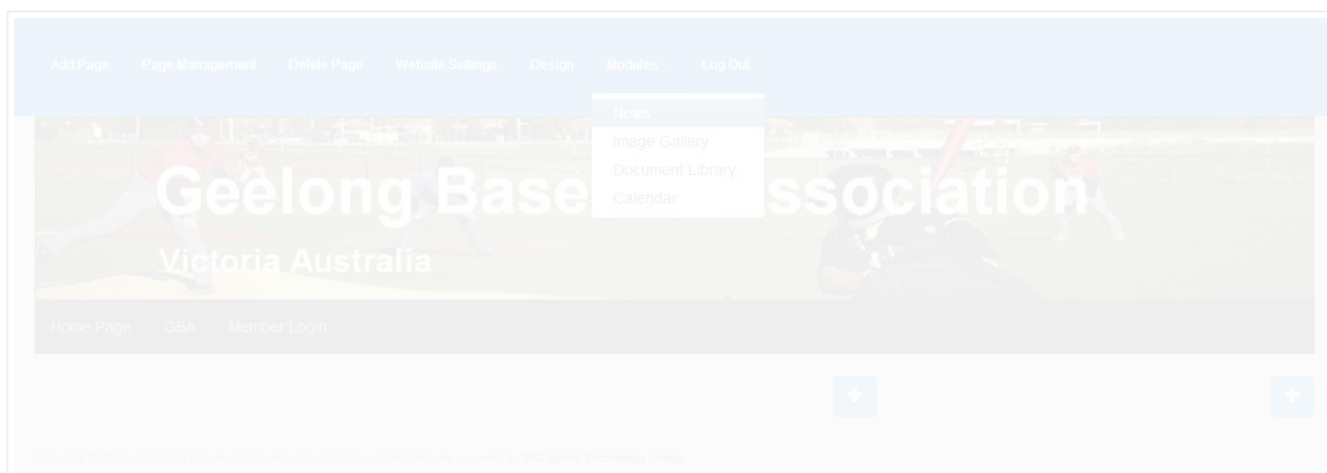 Add Page Page Management Delete Page Website Settings Design Modules Log Out
News
Image Gallery
Document Library
Calendar
Geelong Base ssociation
Victoria Australia
Home Page GBA Member Login